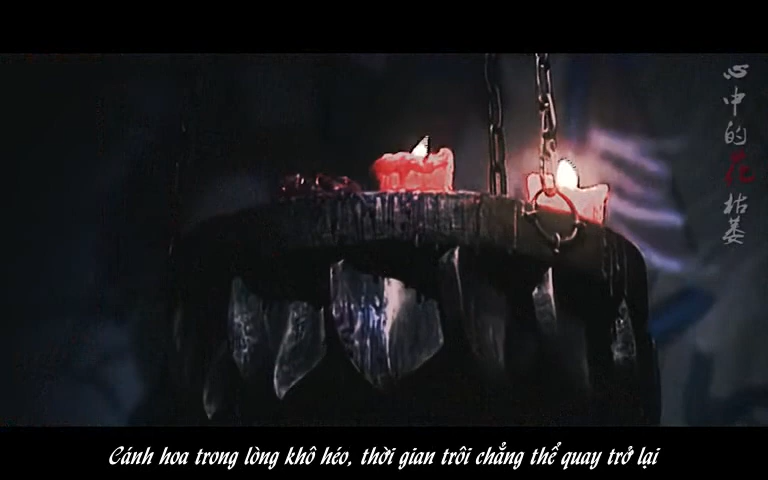 心中的花枯萎
Cánh hoa trong lòng khô héo, thời gian trôi chẳng thể quay trở lại